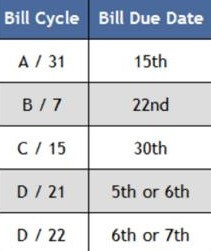 Bill Cycle Bill Due Date
A / 31 15th
B / 7 22nd
C / 15 30th
D / 21 5th or 6th
D / 22 6th or 7th